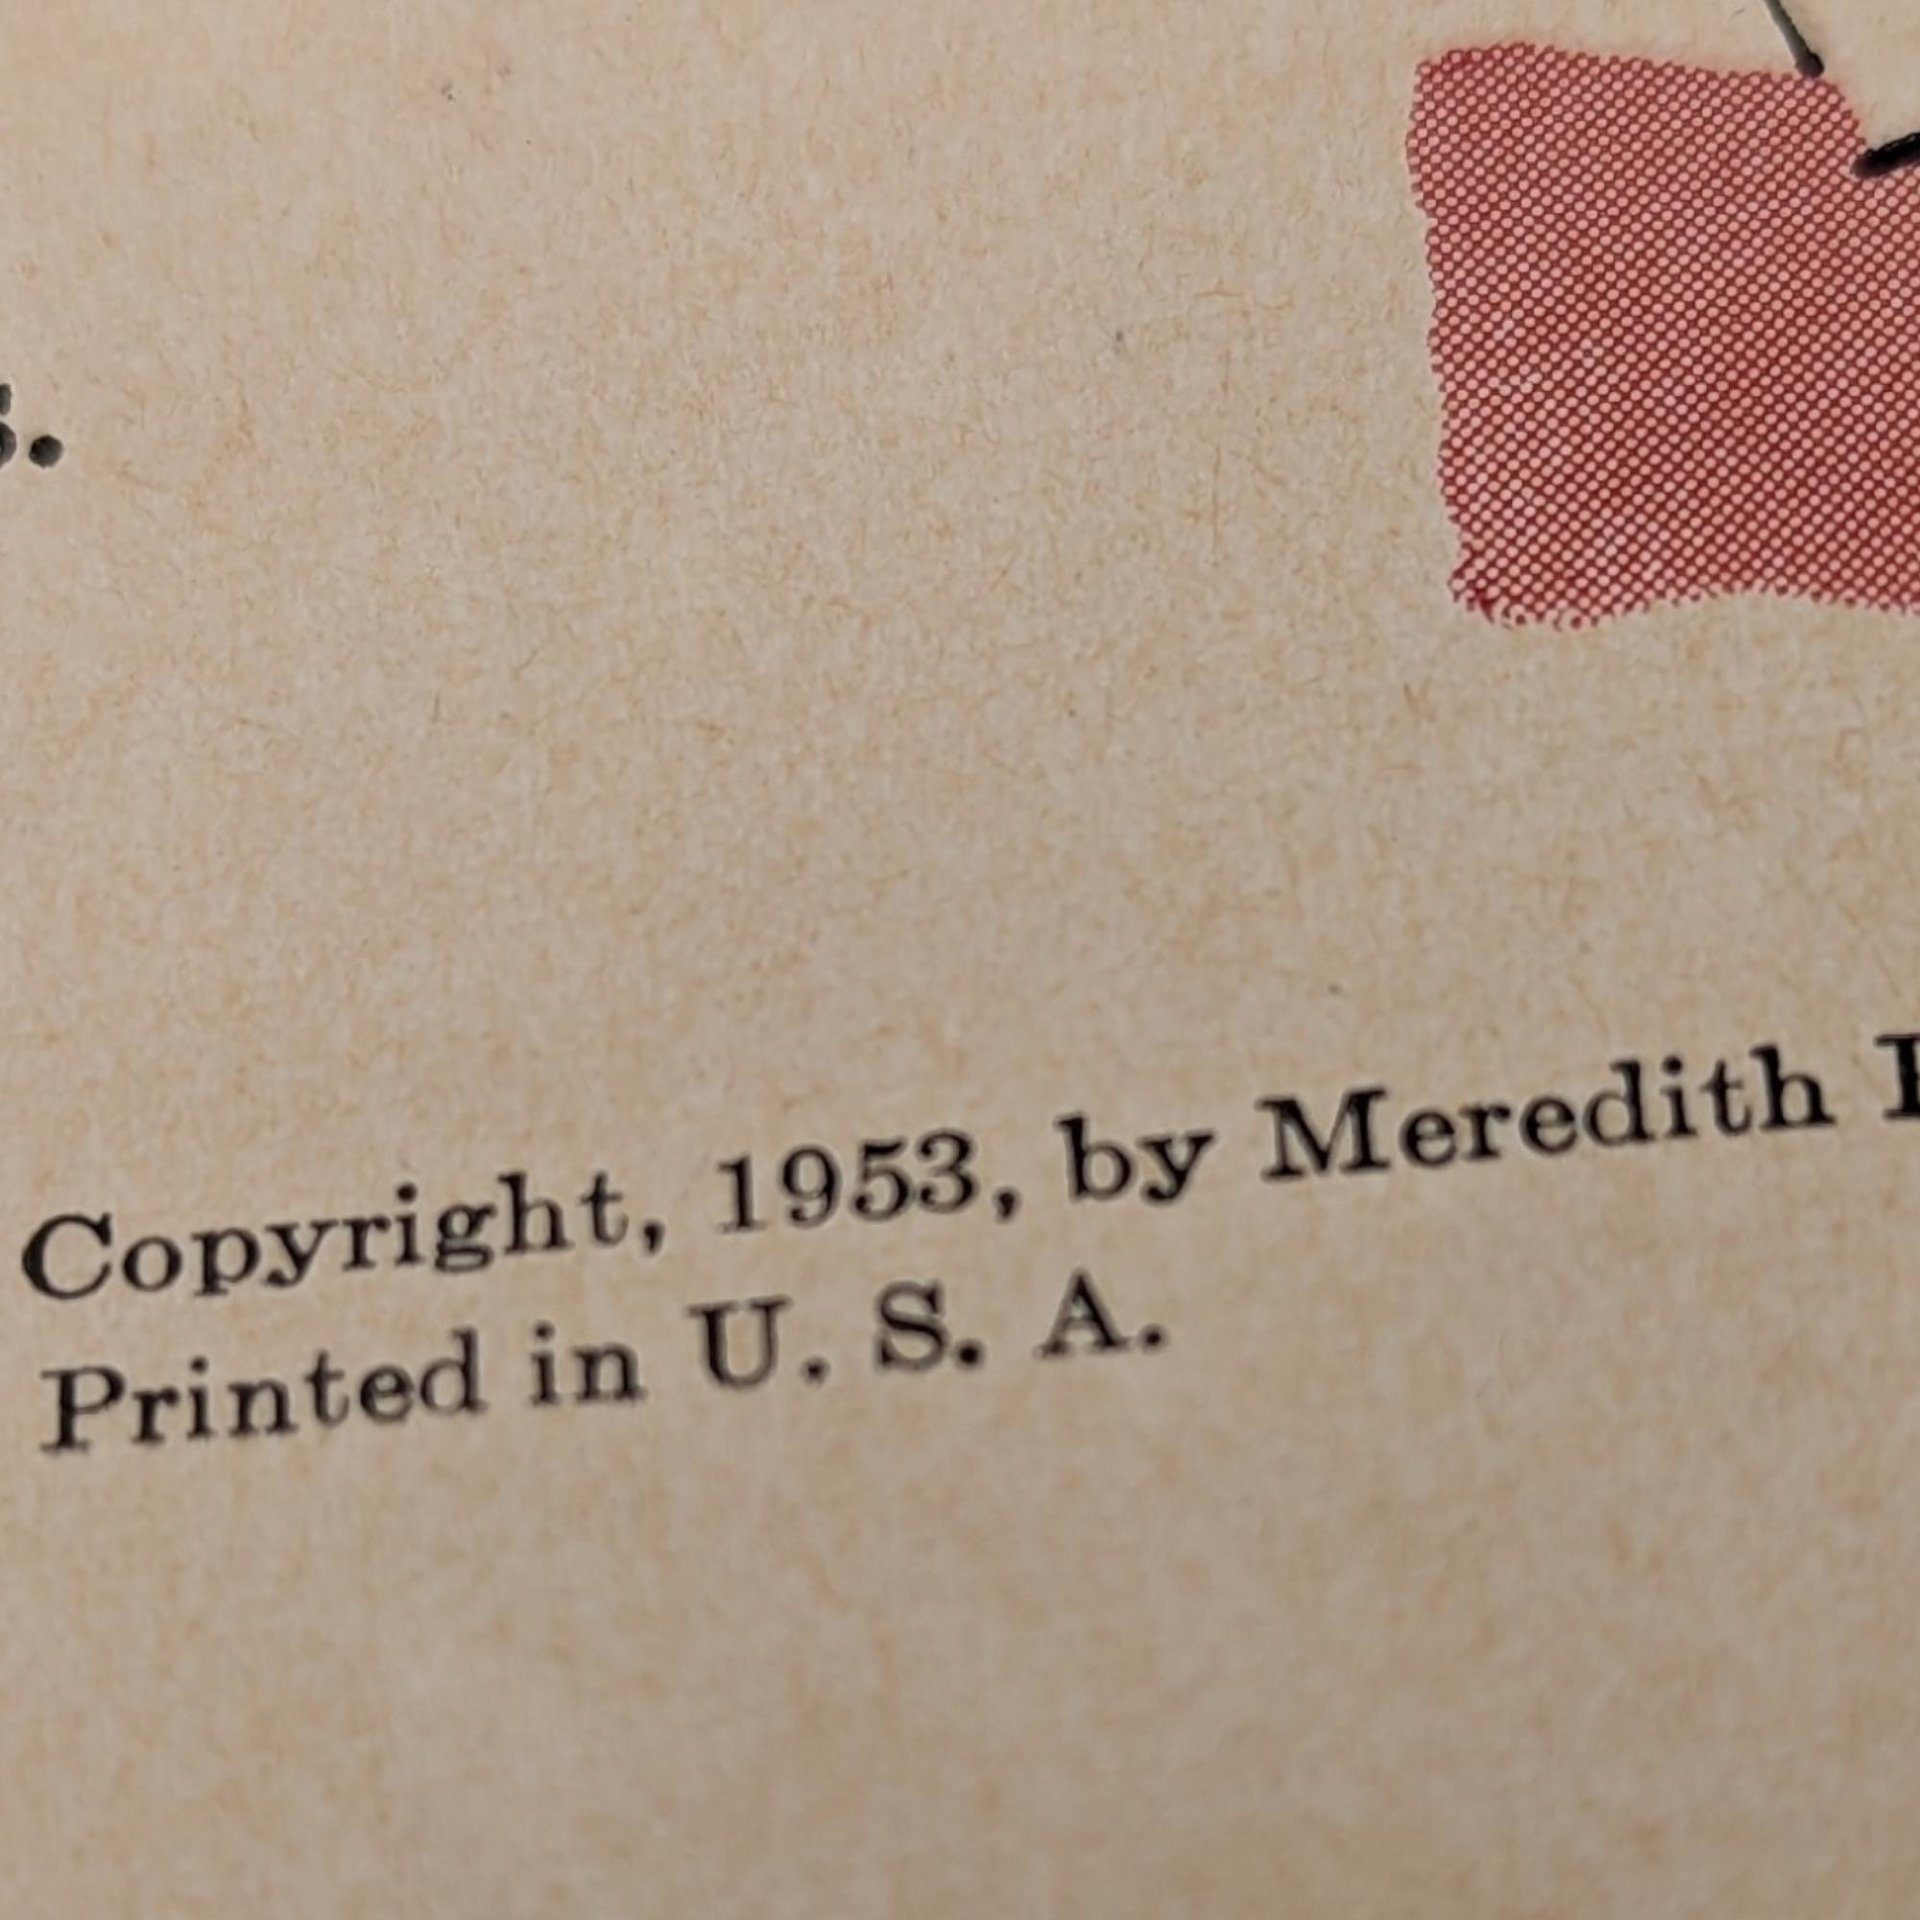 s.
Copyright, 1953, by Meredith
Printed in U. S. A.